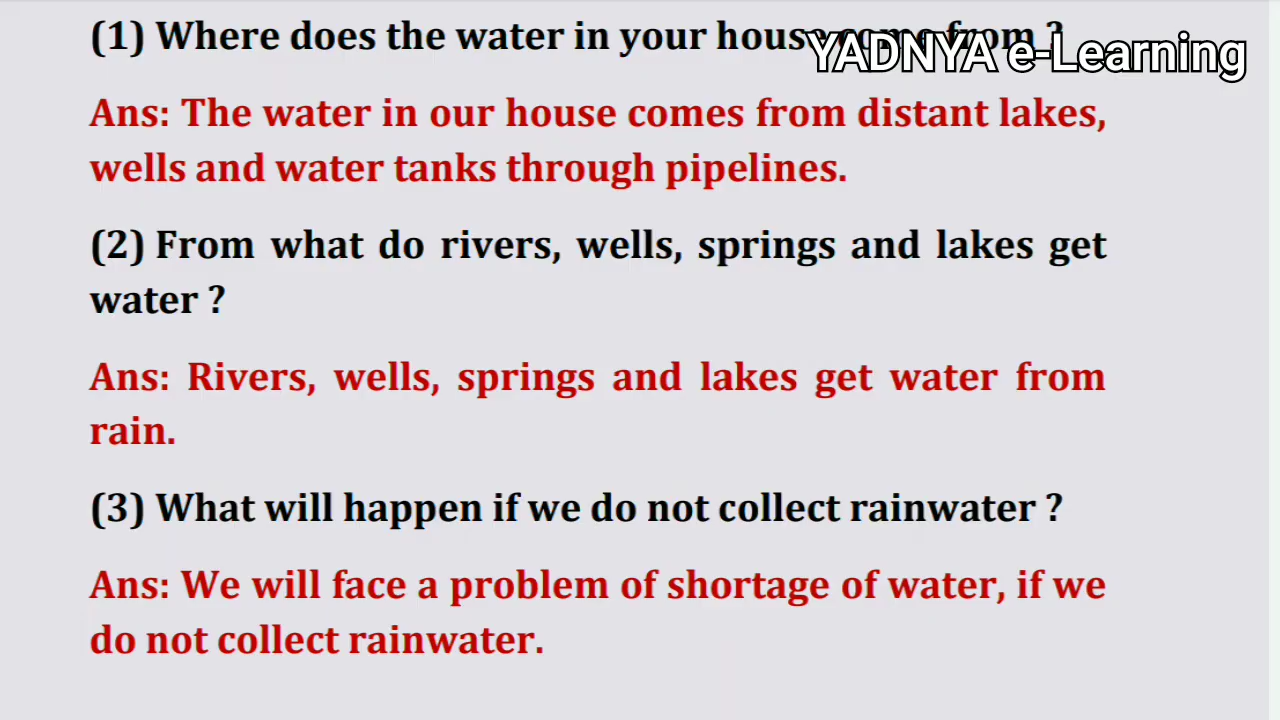 (1) Where does the water in your house come from ?
YADNYA e-Learning
Ans: The water in our house comes from distant lakes,
wells and water tanks through pipelines.
(2) From what do rivers, wells, springs and lakes get
water ?
Ans: Rivers, wells, springs and lakes get water from
rain.
(3) What will happen if we do not collect rainwater ?
Ans: We will face a problem of shortage of water, if we
do not collect rainwater.